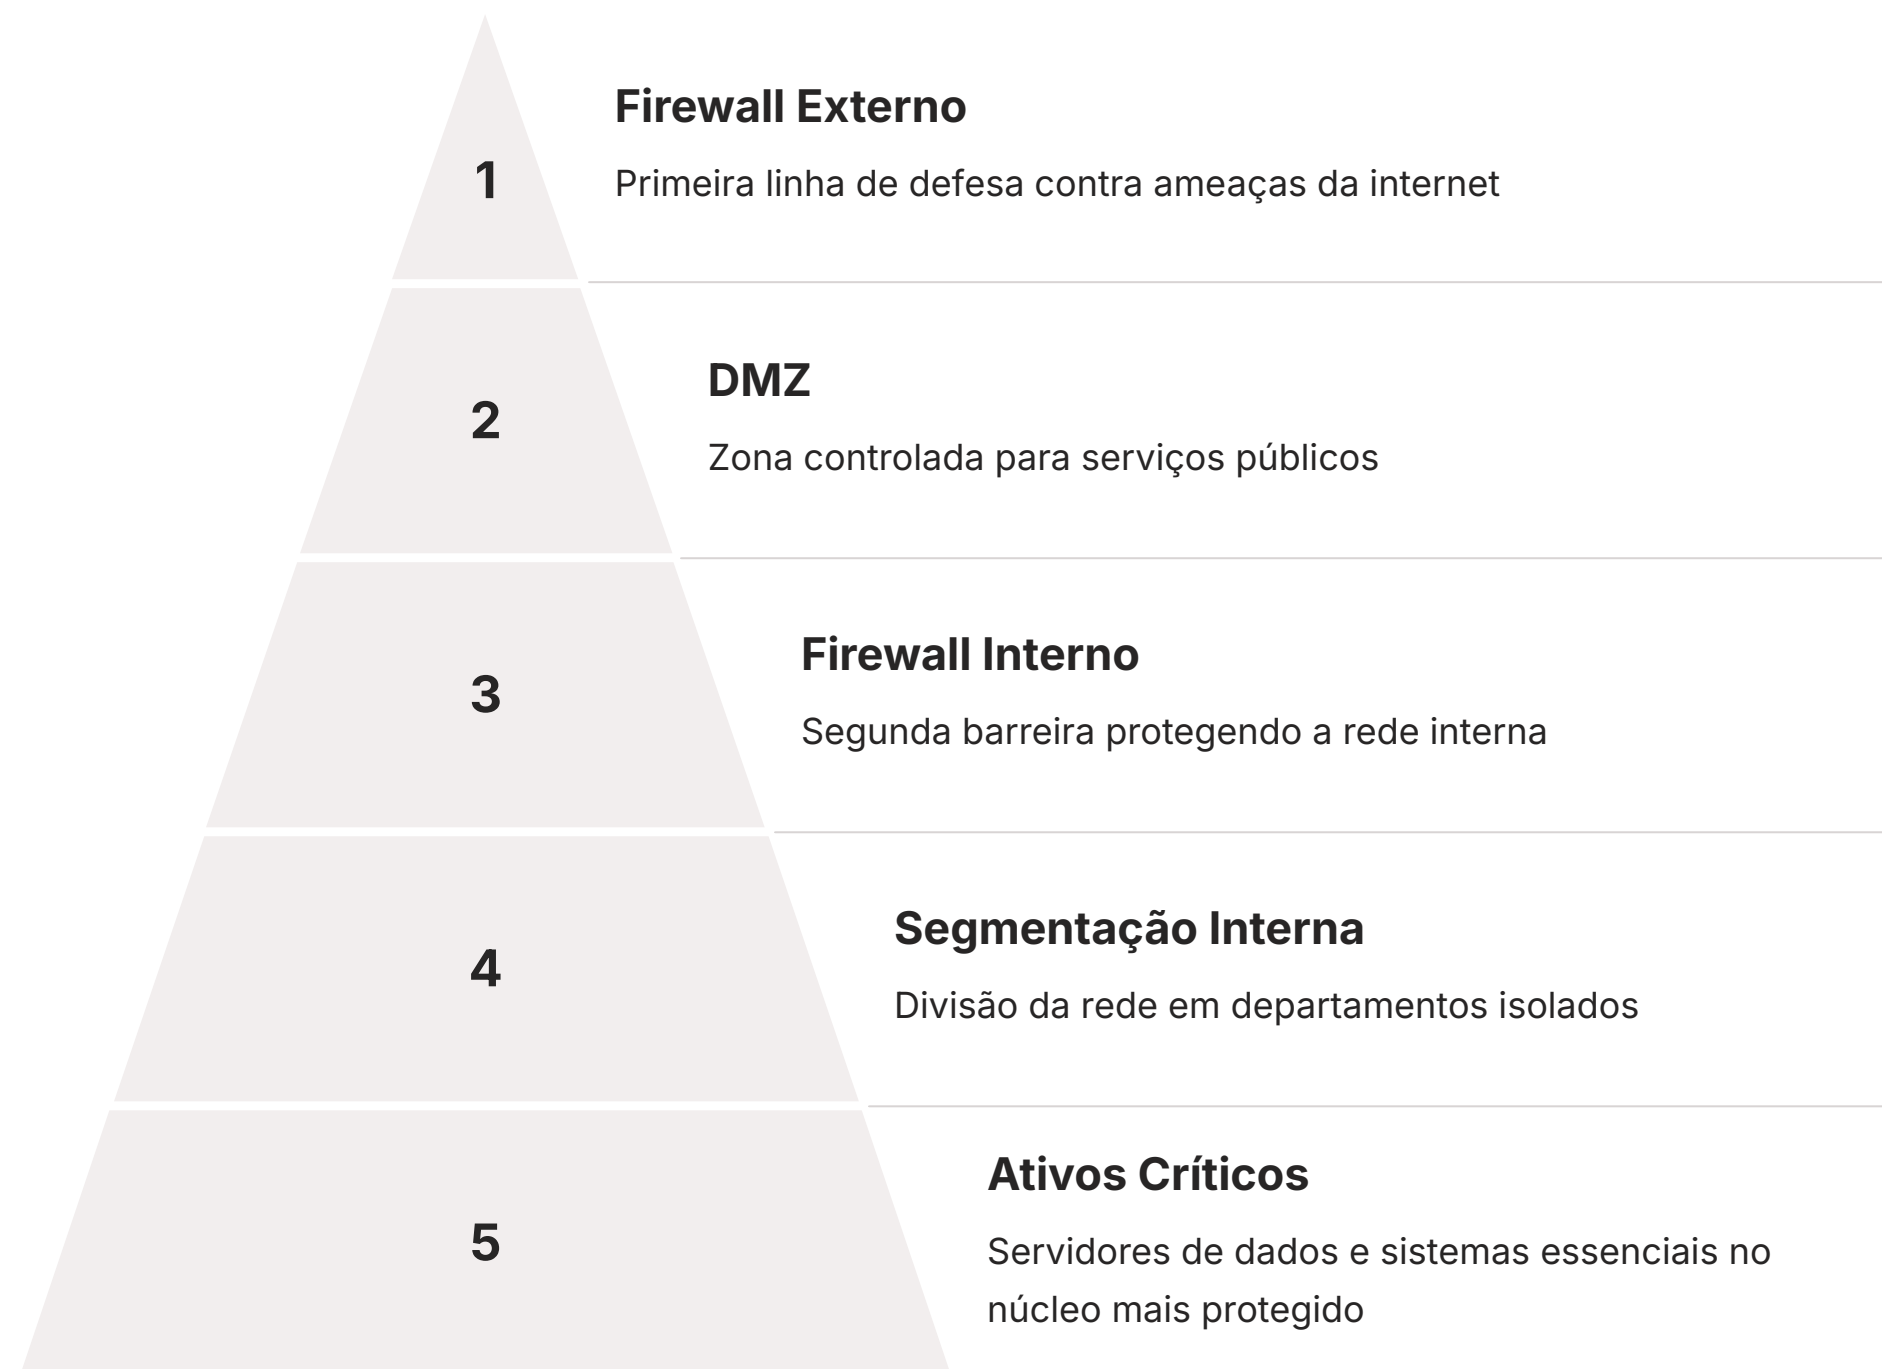 1
Firewall Externo
Primeira linha de defesa contra ameaças da internet
2
DMZ
Zona controlada para serviços públicos
3
Firewall Interno
Segunda barreira protegendo a rede interna
4
Segmentação Interna
Divisão da rede em departamentos isolados
5
Ativos Críticos
Servidores de dados e sistemas essenciais no
núcleo mais protegido